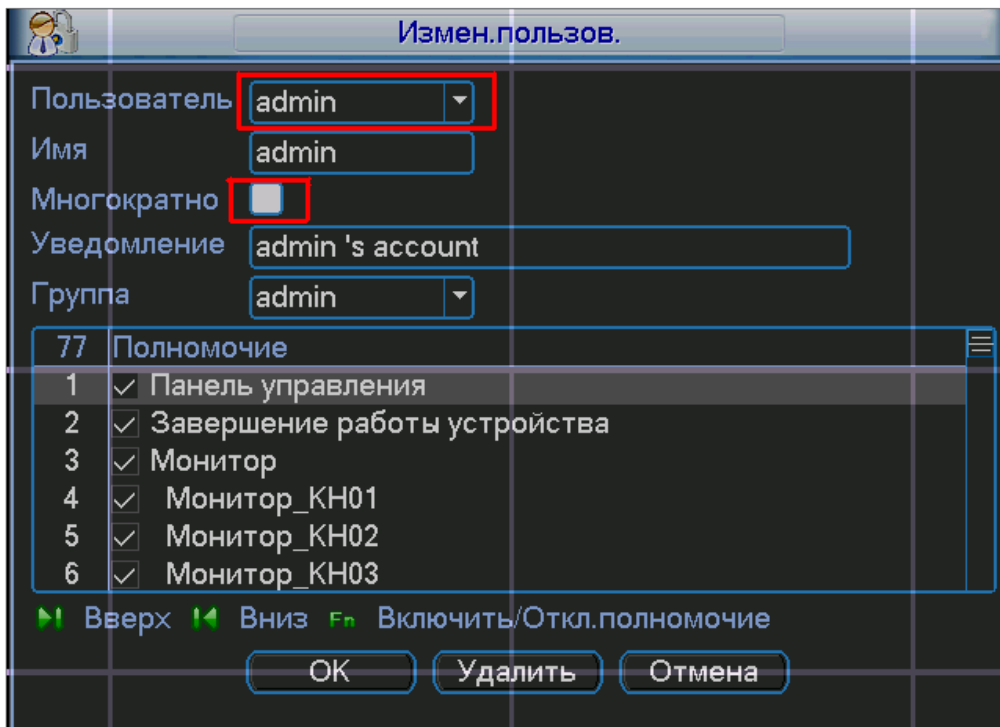 Измен.пользов.
Пользователь admin
Имя admin
Многократно
Уведомление admin 's account
Группа admin
77 Полномочие
1 Панель управления
2 Завершение работы устройства
3 Монитор
4 Монитор_КН01
5 Монитор_КН02
6 Монитор_КН03
Вверх Вниз Fn Включить/Откл.полномочие
OK Удалить Отмена